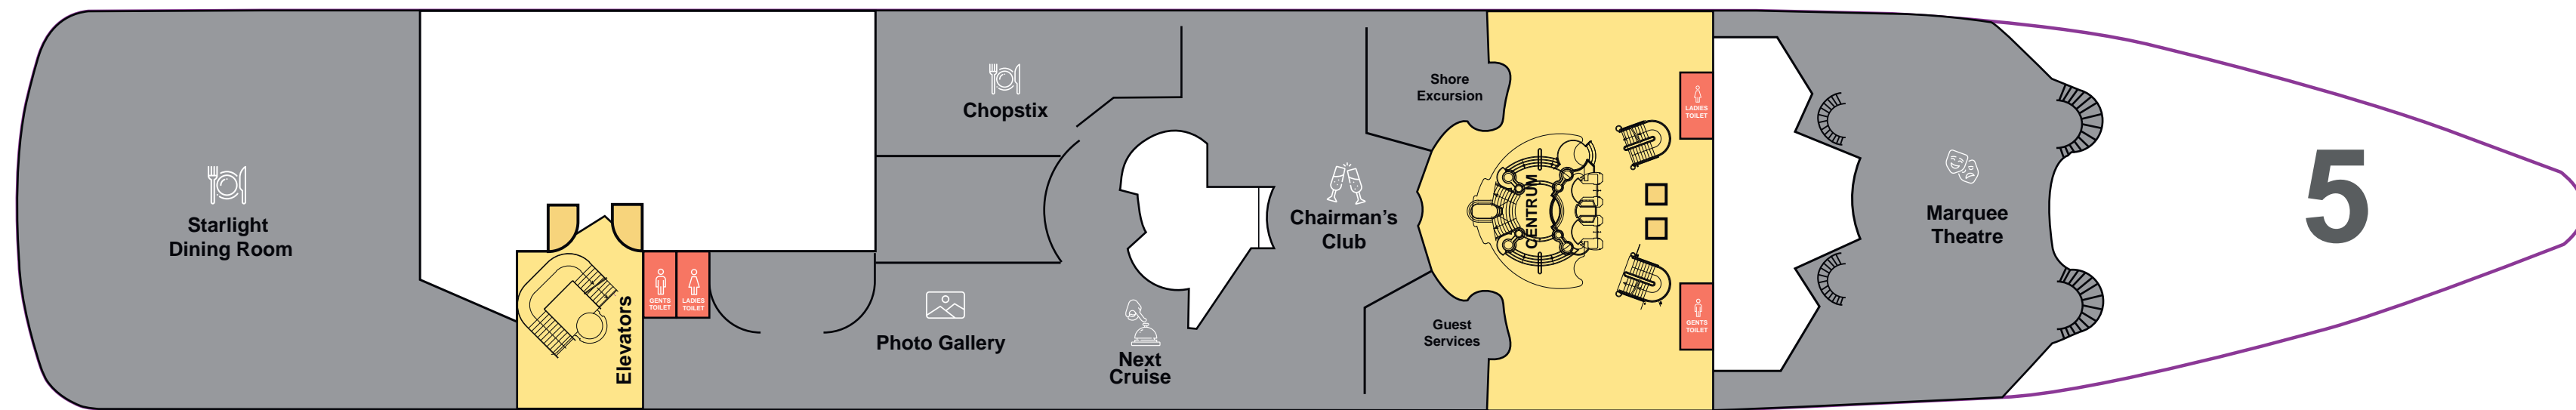 Starlight
Dining Room
Elevators
GENTS
TOILET
LADIES
TOILET
Chopstix
Photo Gallery
Next
Cruise
Chairman’s
Club
Shore
Excursion
Guest
Services
CENTRUM
LADIES
TOILET
GENTS
TOILET
Marquee
Theatre
5